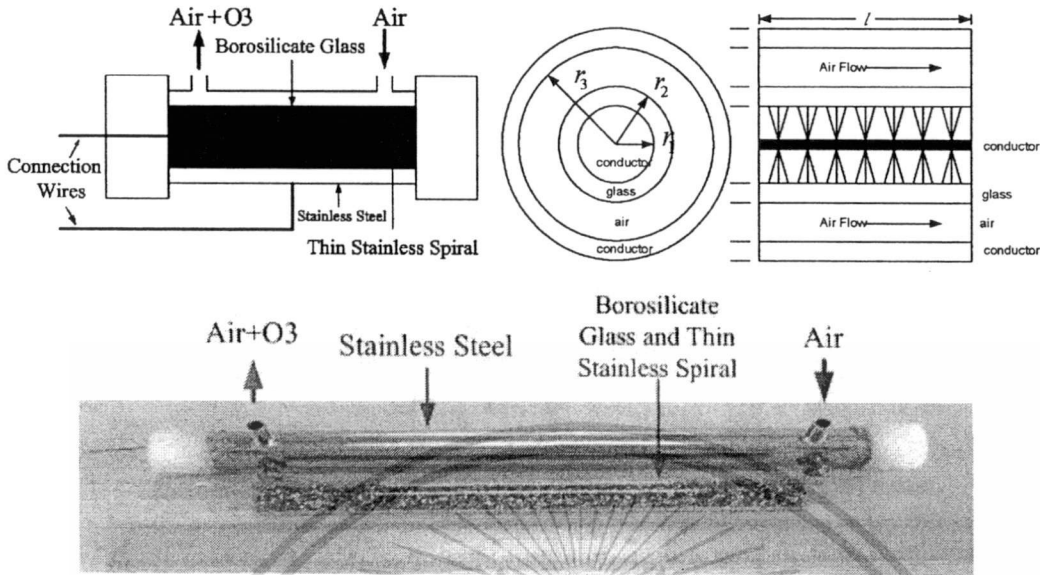 Air+O3
Air
Borosilicate Glass
Connection
Wires
Stainless Steel
Thin Stainless Spiral
r3
r2
r1
conductor
glass
air
conductor
l
Air Flow
conductor
glass
Air Flow
air
conductor
Air+O3
Stainless Steel
Borosilicate
Glass and Thin
Stainless Spiral
Air